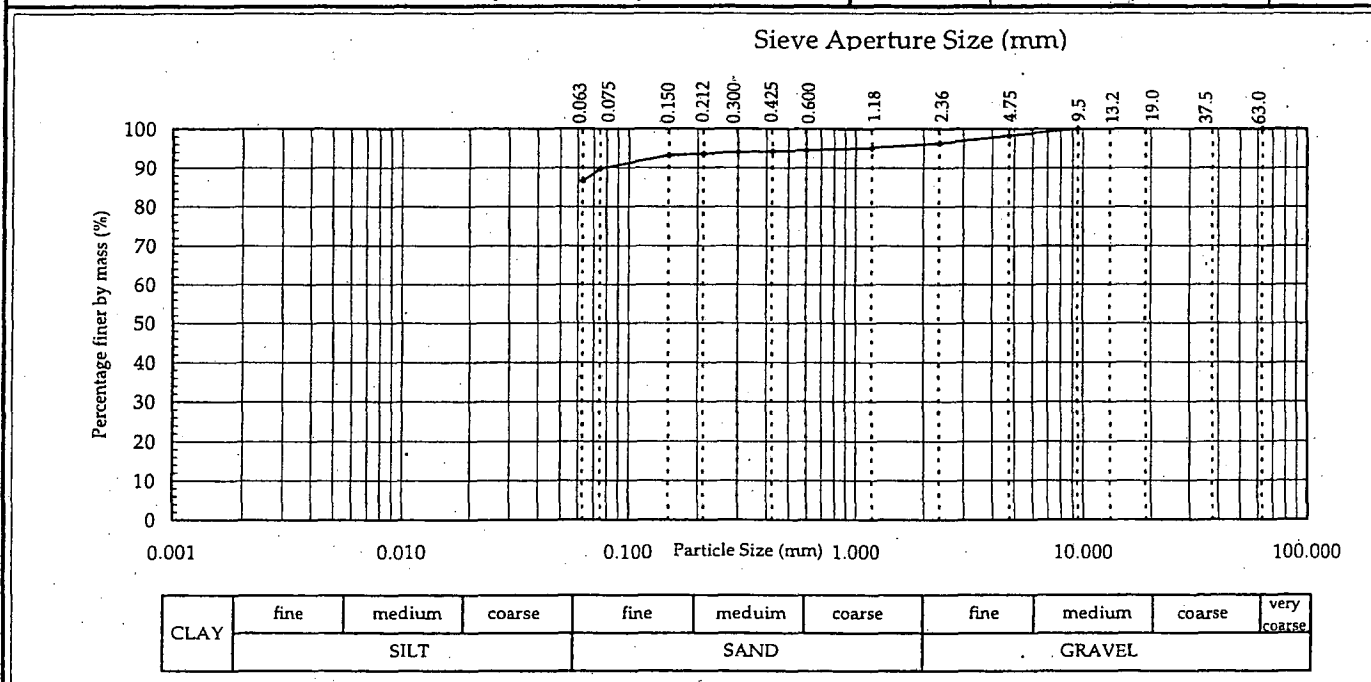 Sieve Aperture Size (mm)
0.063 0.075 0.150 0.212 0.300 0.425 0.600 1.18 2.36 4.75 9.5 13.2 19.0 37.5 63.0
100
90
80
70
60
50
40
30
20
10
0
Percentage finer by mass (%)
0.001 0.010 0.100 Particle Size (mm) 1.000 10.000 100.000
CLAY fine medium coarse fine meduim coarse fine medium coarse very coarse
SILT SAND GRAVEL